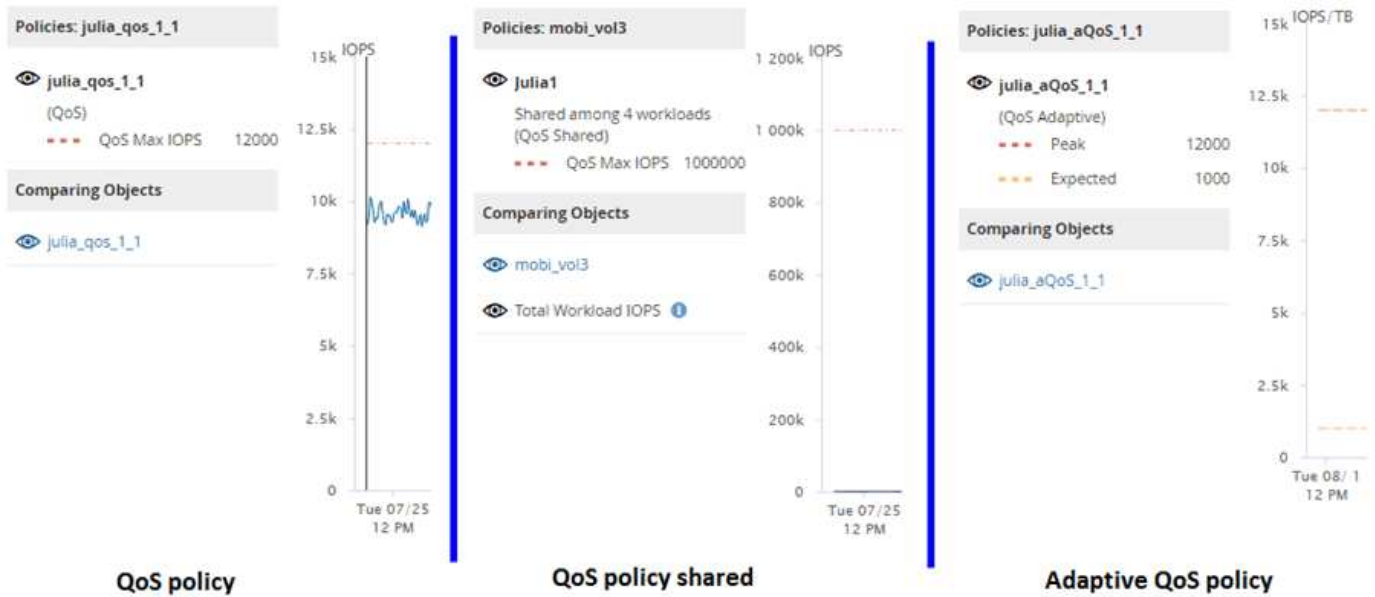 Policies: julia_qos_1_1
julia_qos_1_1
(QoS)
QoS Max IOPS 12000
Comparing Objects
julia_qos_1_1
IOPS
15k
12.5k
10k
7.5k
5k
2.5k
0
Tue 07/25
12 PM
QoS policy
Policies: mobi_vol3
Julia1
Shared among 4 workloads
(QoS Shared)
QoS Max IOPS 1000000
Comparing Objects
mobi_vol3
Total Workload IOPS i
IOPS
1 200k
1 000k
800k
600k
400k
200k
0
Tue 07/25
12 PM
QoS policy shared
Policies: julia_aQoS_1_1
julia_aQoS_1_1
(QoS Adaptive)
Peak 12000
Expected 1000
Comparing Objects
julia_aQoS_1_1
IOPS/TB
15k
12.5k
10k
7.5k
5k
2.5k
0
Tue 08/ 1
12 PM
Adaptive QoS policy